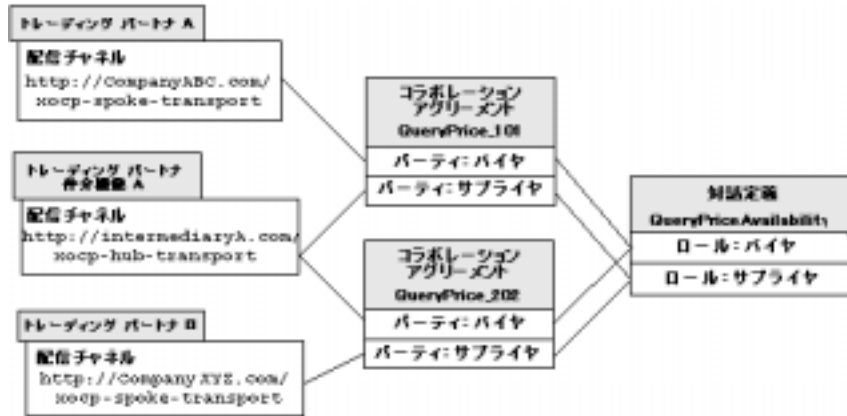 トレーディング パートナ A
配信チャネル
http://CompanyABC.com/
xocp-spoke-transport
トレーディング パートナ
仲介機能 A
配信チャネル
http://intermediaryA.com/
xocp-hub-transport
トレーディング パートナ B
配信チャネル
http://CompanyXYZ.com/
xocp-spoke-transport
コラボレーション
アグリーメント
QueryPrice_101
パーティ：バイヤ
パーティ：サプライヤ
コラボレーション
アグリーメント
QueryPrice_202
パーティ：バイヤ
パーティ：サプライヤ
対話定義
QueryPriceAvailability
ロール：バイヤ
ロール：サプライヤ